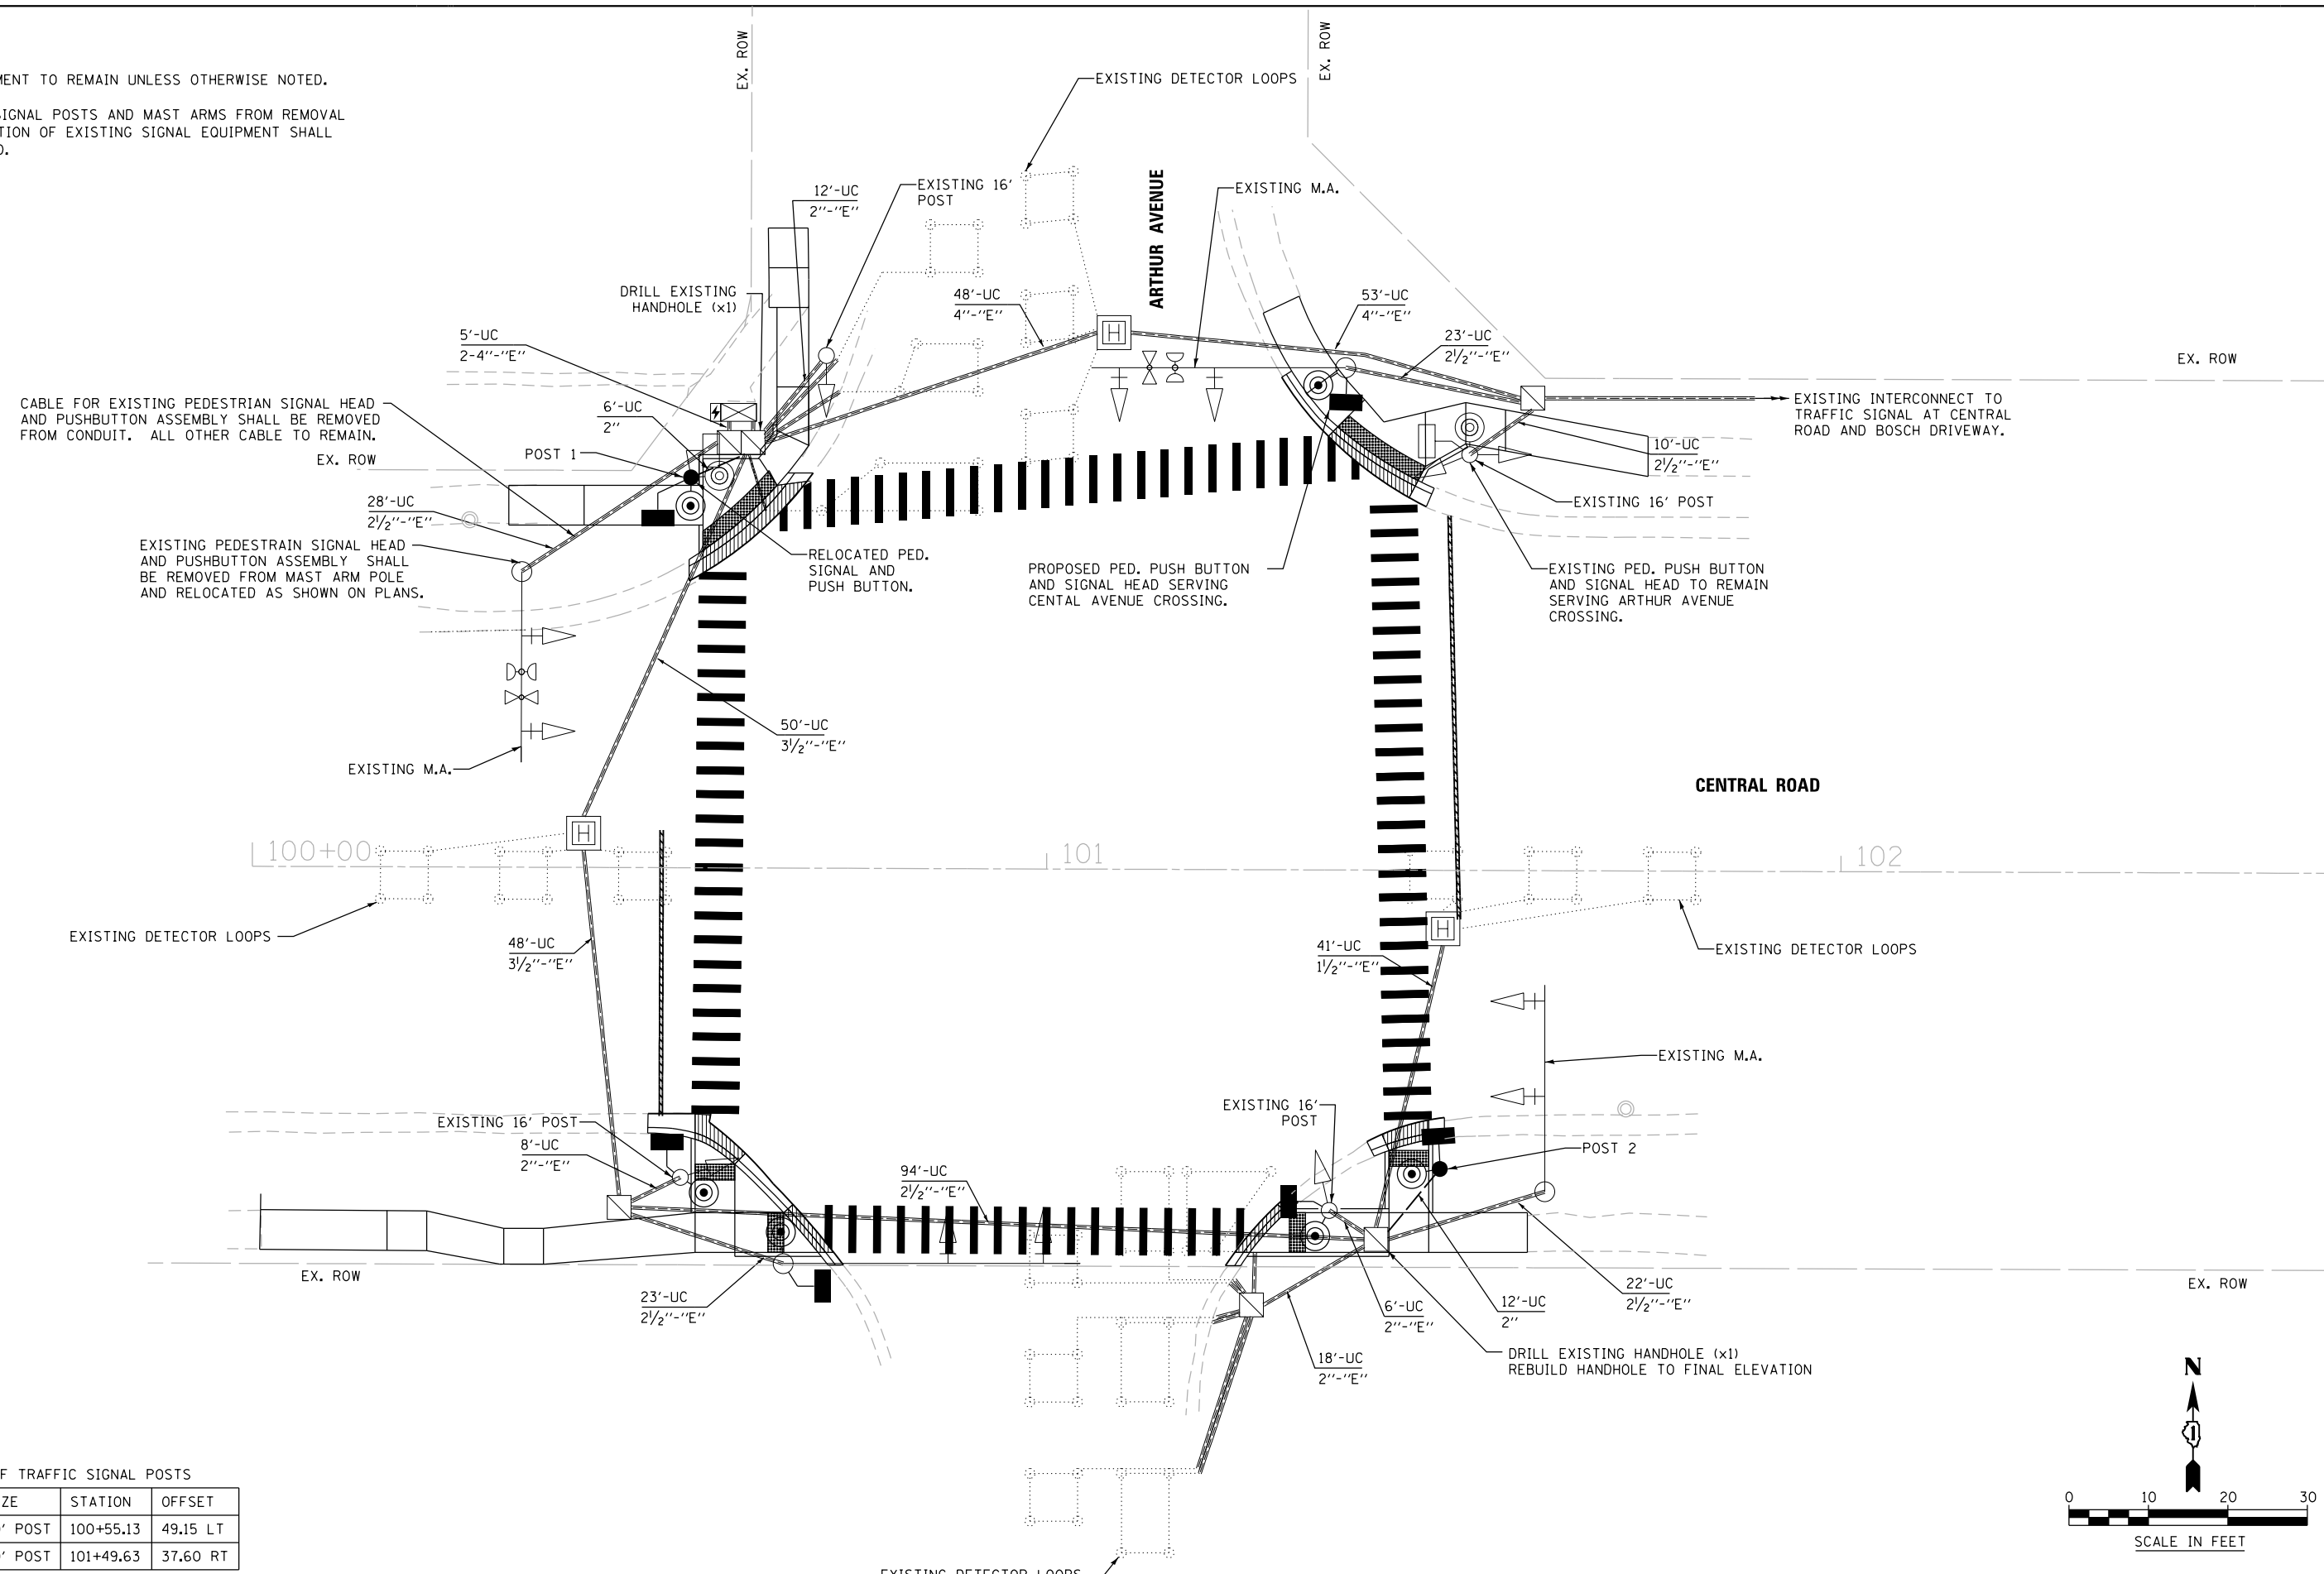 MENT TO REMAIN UNLESS OTHERWISE NOTED.
SIGNAL POSTS AND MAST ARMS FROM REMOVAL
TION OF EXISTING SIGNAL EQUIPMENT SHALL
D.
EX. ROW
EX. ROW
EXISTING DETECTOR LOOPS
ARTHUR AVENUE
12'-UC
2''-''E''
EXISTING 16'
POST
EXISTING M.A.
DRILL EXISTING
HANDHOLE (x1)
48'-UC
4''-''E''
53'-UC
4''-''E''
5'-UC
2-4''-''E''
23'-UC
2½''-''E''
EX. ROW
H
CABLE FOR EXISTING PEDESTRIAN SIGNAL HEAD
AND PUSHBUTTON ASSEMBLY SHALL BE REMOVED
FROM CONDUIT. ALL OTHER CABLE TO REMAIN.
6'-UC
2''
EXISTING INTERCONNECT TO
TRAFFIC SIGNAL AT CENTRAL
ROAD AND BOSCH DRIVEWAY.
EX. ROW
POST 1
10'-UC
2½''-''E''
28'-UC
2½''-''E''
EXISTING 16' POST
EXISTING PEDESTRAIN SIGNAL HEAD
AND PUSHBUTTON ASSEMBLY SHALL
BE REMOVED FROM MAST ARM POLE
AND RELOCATED AS SHOWN ON PLANS.
RELOCATED PED.
SIGNAL AND
PUSH BUTTON.
PROPOSED PED. PUSH BUTTON
AND SIGNAL HEAD SERVING
CENTAL AVENUE CROSSING.
EXISTING PED. PUSH BUTTON
AND SIGNAL HEAD TO REMAIN
SERVING ARTHUR AVENUE
CROSSING.
50'-UC
3½''-''E''
EXISTING M.A.
CENTRAL ROAD
H
100+00
101
102
EXISTING DETECTOR LOOPS
48'-UC
3½''-''E''
41'-UC
1½''-''E''
H
EXISTING DETECTOR LOOPS
EXISTING M.A.
EXISTING 16' POST
8'-UC
2''-''E''
EXISTING 16'
POST
POST 2
94'-UC
2½''-''E''
EX. ROW
23'-UC
2½''-''E''
6'-UC
2''-''E''
12'-UC
2''
22'-UC
2½''-''E''
EX. ROW
18'-UC
2''-''E''
DRILL EXISTING HANDHOLE (x1)
REBUILD HANDHOLE TO FINAL ELEVATION
N
1
F TRAFFIC SIGNAL POSTS
ZE STATION OFFSET
' POST 100+55.13 49.15 LT
' POST 101+49.63 37.60 RT
0 10 20 30
SCALE IN FEET
EXISTING DETECTOR LOOPS